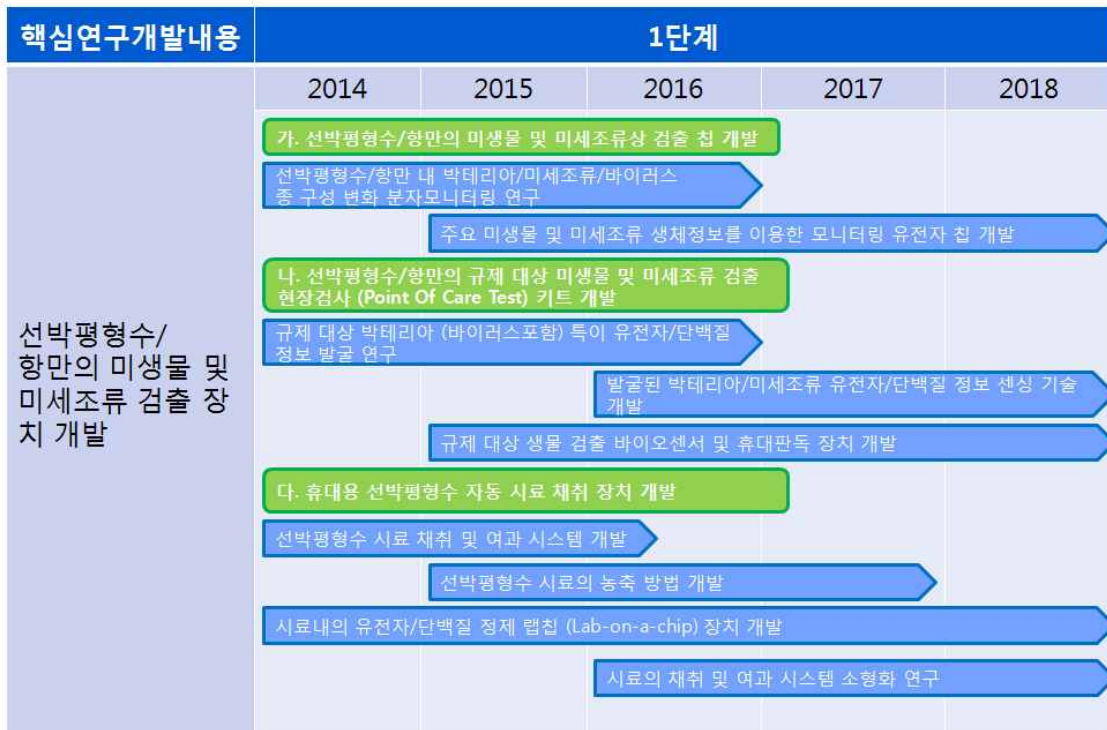 핵심연구개발내용
1단계
2014
2015
2016
2017
2018
선박평형수/
항만의 미생물 및
미세조류 검출 장
치 개발
가. 선박평형수/항만의 미생물 및 미세조류상 검출 칩 개발
선박평형수/항만 내 박테리아/미세조류/바이러스
종 구성 변화 분자모니터링 연구
주요 미생물 및 미세조류 생체정보를 이용한 모니터링 유전자 칩 개발
나. 선박평형수/항만의 규제 대상 미생물 및 미세조류 검출
현장검사 (Point Of Care Test) 키트 개발
규제 대상 박테리아 (바이러스포함) 특이 유전자/단백질
정보 발굴 연구
발굴된 박테리아/미세조류 유전자/단백질 정보 센싱 기술
개발
규제 대상 생물 검출 바이오센서 및 휴대판독 장치 개발
다. 휴대용 선박평형수 자동 시료 채취 장치 개발
선박평형수 시료 채취 및 여과 시스템 개발
선박평형수 시료의 농축 방법 개발
시료내의 유전자/단백질 정제 랩칩 (Lab-on-a-chip) 장치 개발
시료의 채취 및 여과 시스템 소형화 연구